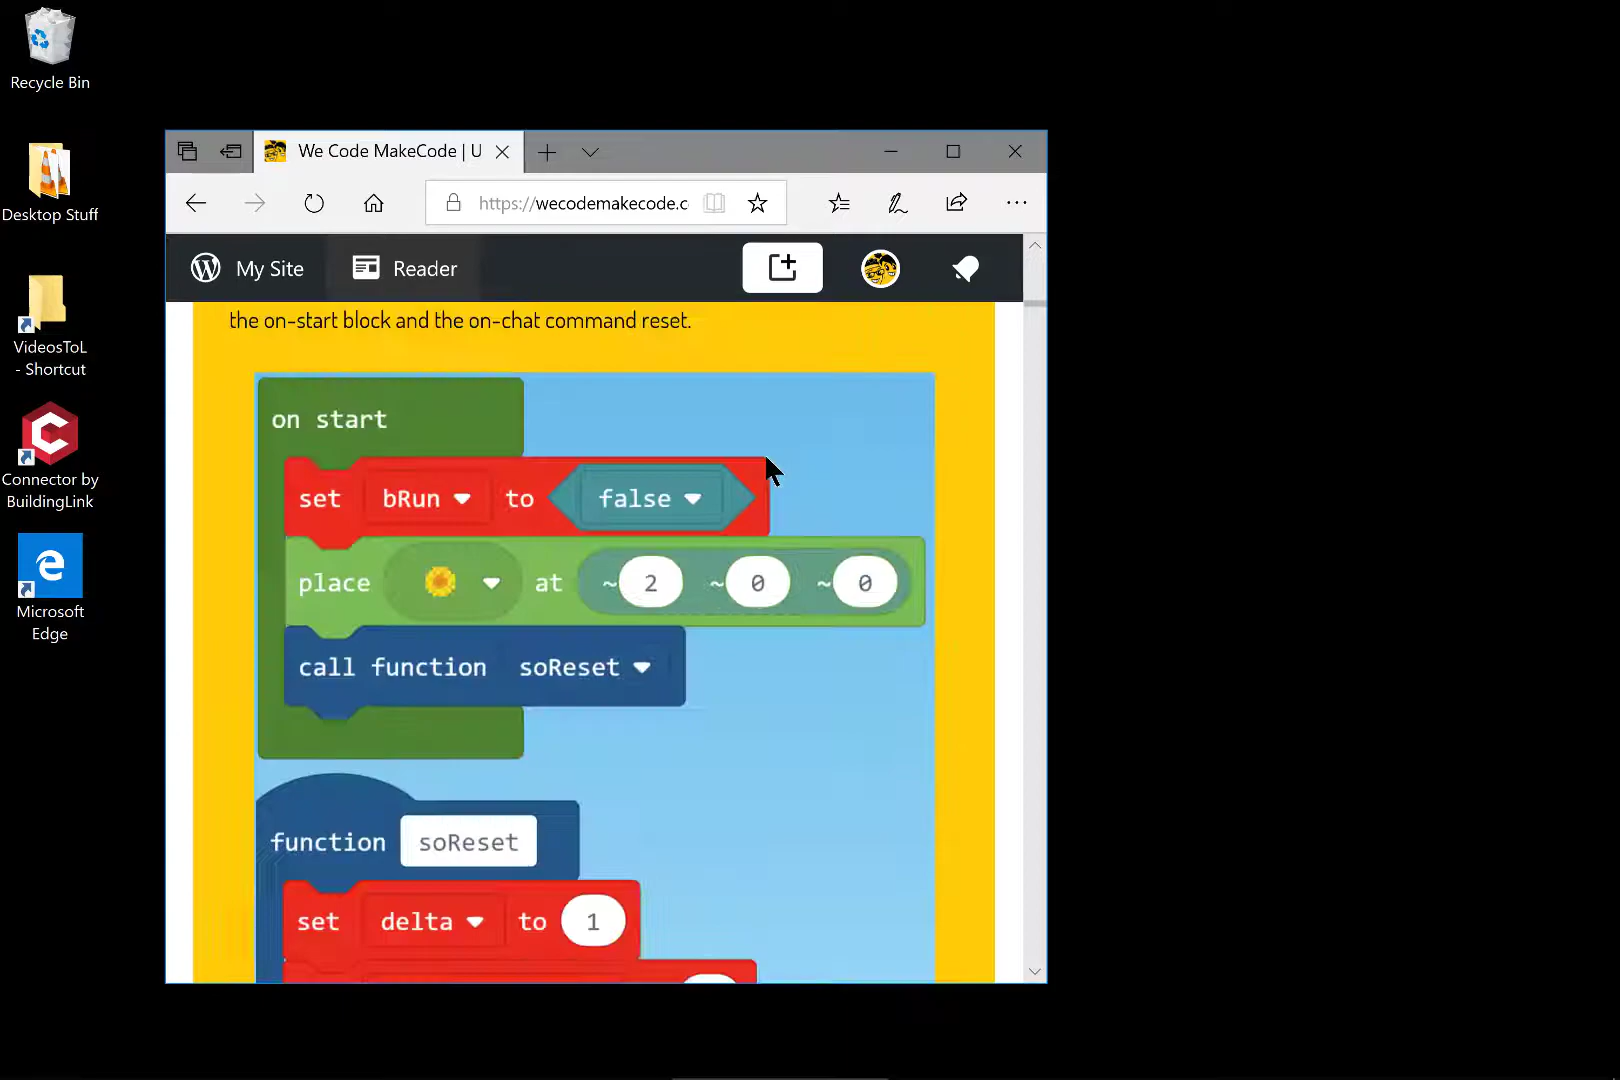 Recycle Bin
Desktop Stuff
VideosToL
- Shortcut
Connector by
BuildingLink
Microsoft
Edge
We Code MakeCode | U
https://wecodemakecode.c
My Site
Reader
the on-start block and the on-chat command reset.
on start
set bRun to false
place at ~2 ~0 ~0
call function soReset
function soReset
set delta to 1